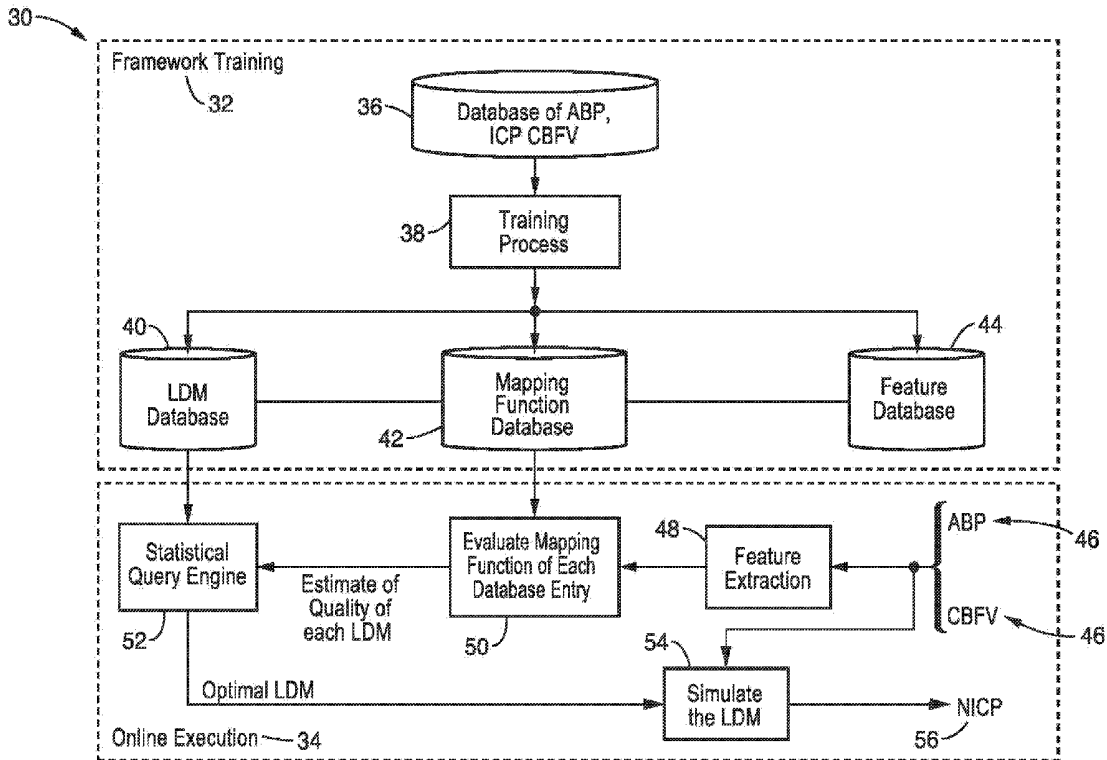 30
Framework Training
32
36
Database of ABP,
ICP CBFV
38
Training
Process
40
LDM
Database
42
Mapping
Function
Database
44
Feature
Database
Statistical
Query Engine
52
Estimate of
Quality of
each LDM
Evaluate Mapping
Function of Each
Database Entry
50
48
Feature
Extraction
ABP
46
CBFV
46
54
Optimal LDM
Simulate
the LDM
NICP
56
Online Execution
34